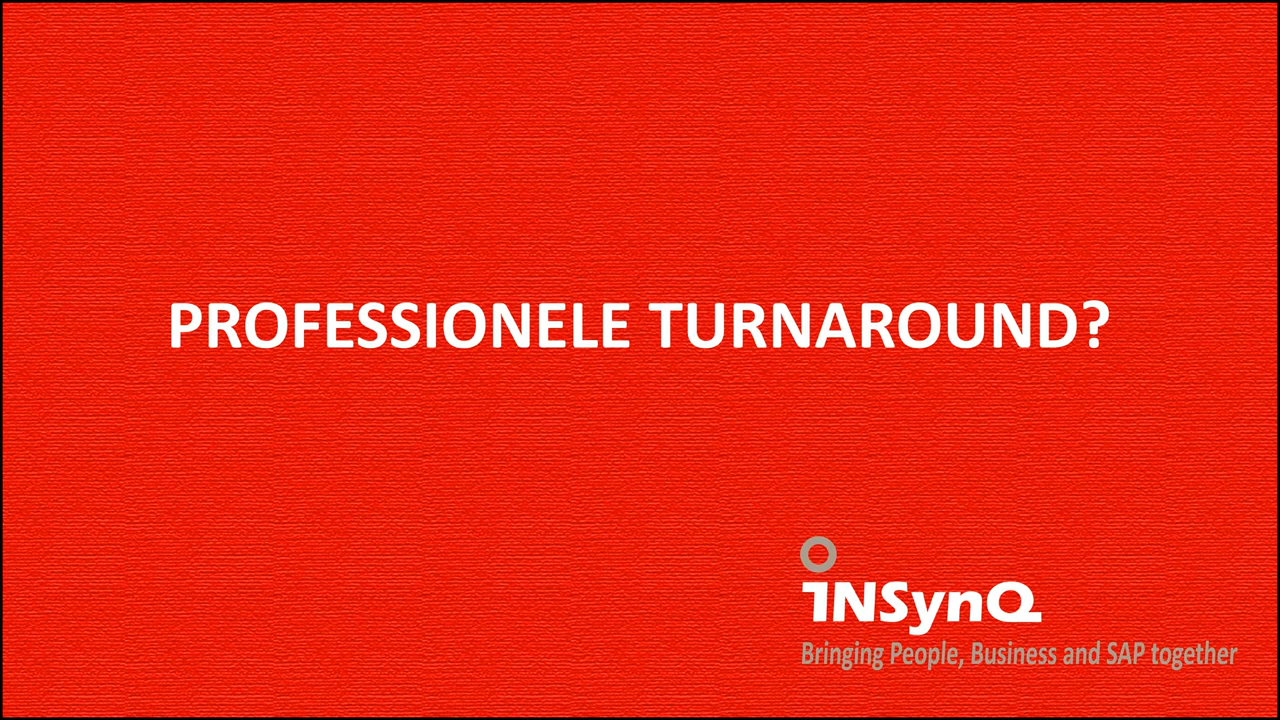 PROFESSIONELE TURNAROUND?
iNSynQ
Bringing People, Business and SAP together